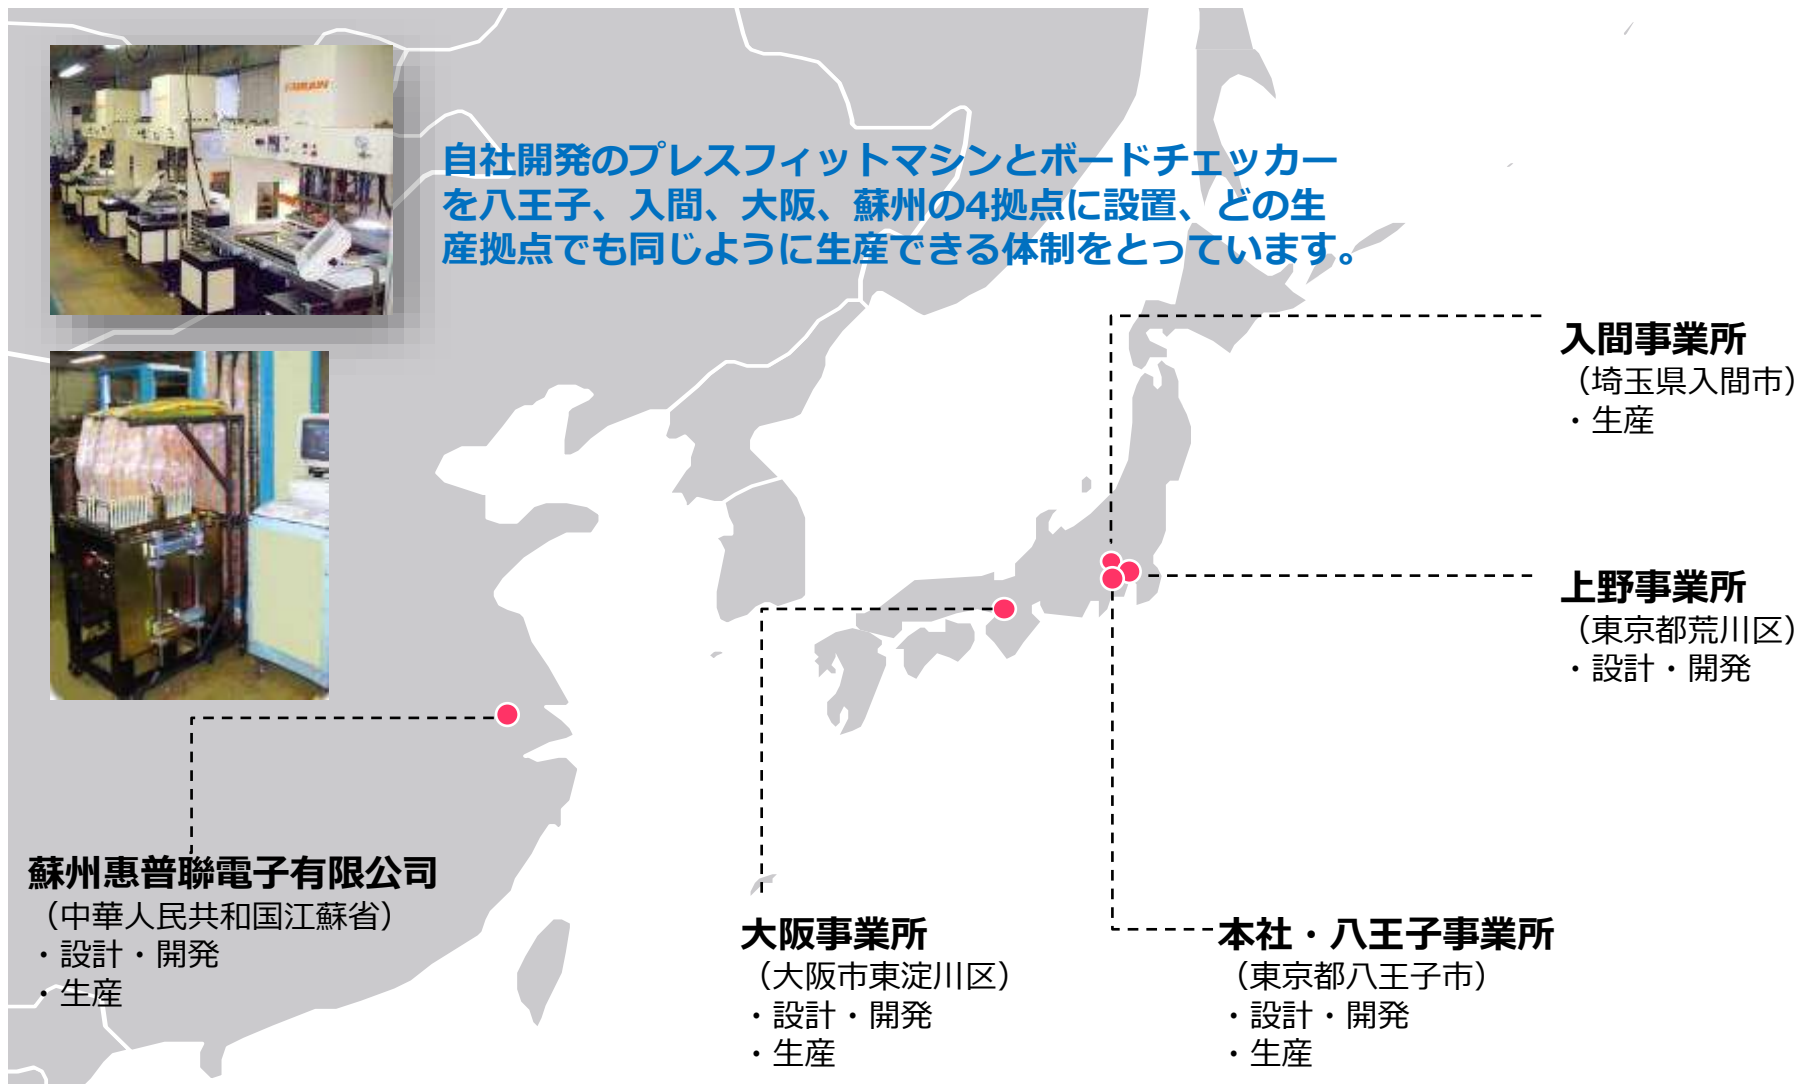 自社開発のプレスフィットマシンとボードチェッカー
を八王子、入間、大阪、蘇州の4拠点に設置、どの生
産拠点でも同じように生産できる体制をとっています。
入間事業所
（埼玉県入間市）
・生産
上野事業所
（東京都荒川区）
・設計・開発
蘇州惠普聯電子有限公司
（中華人民共和国江蘇省）
・設計・開発
・生産
大阪事業所
（大阪市東淀川区）
・設計・開発
・生産
本社・八王子事業所
（東京都八王子市）
・設計・開発
・生産